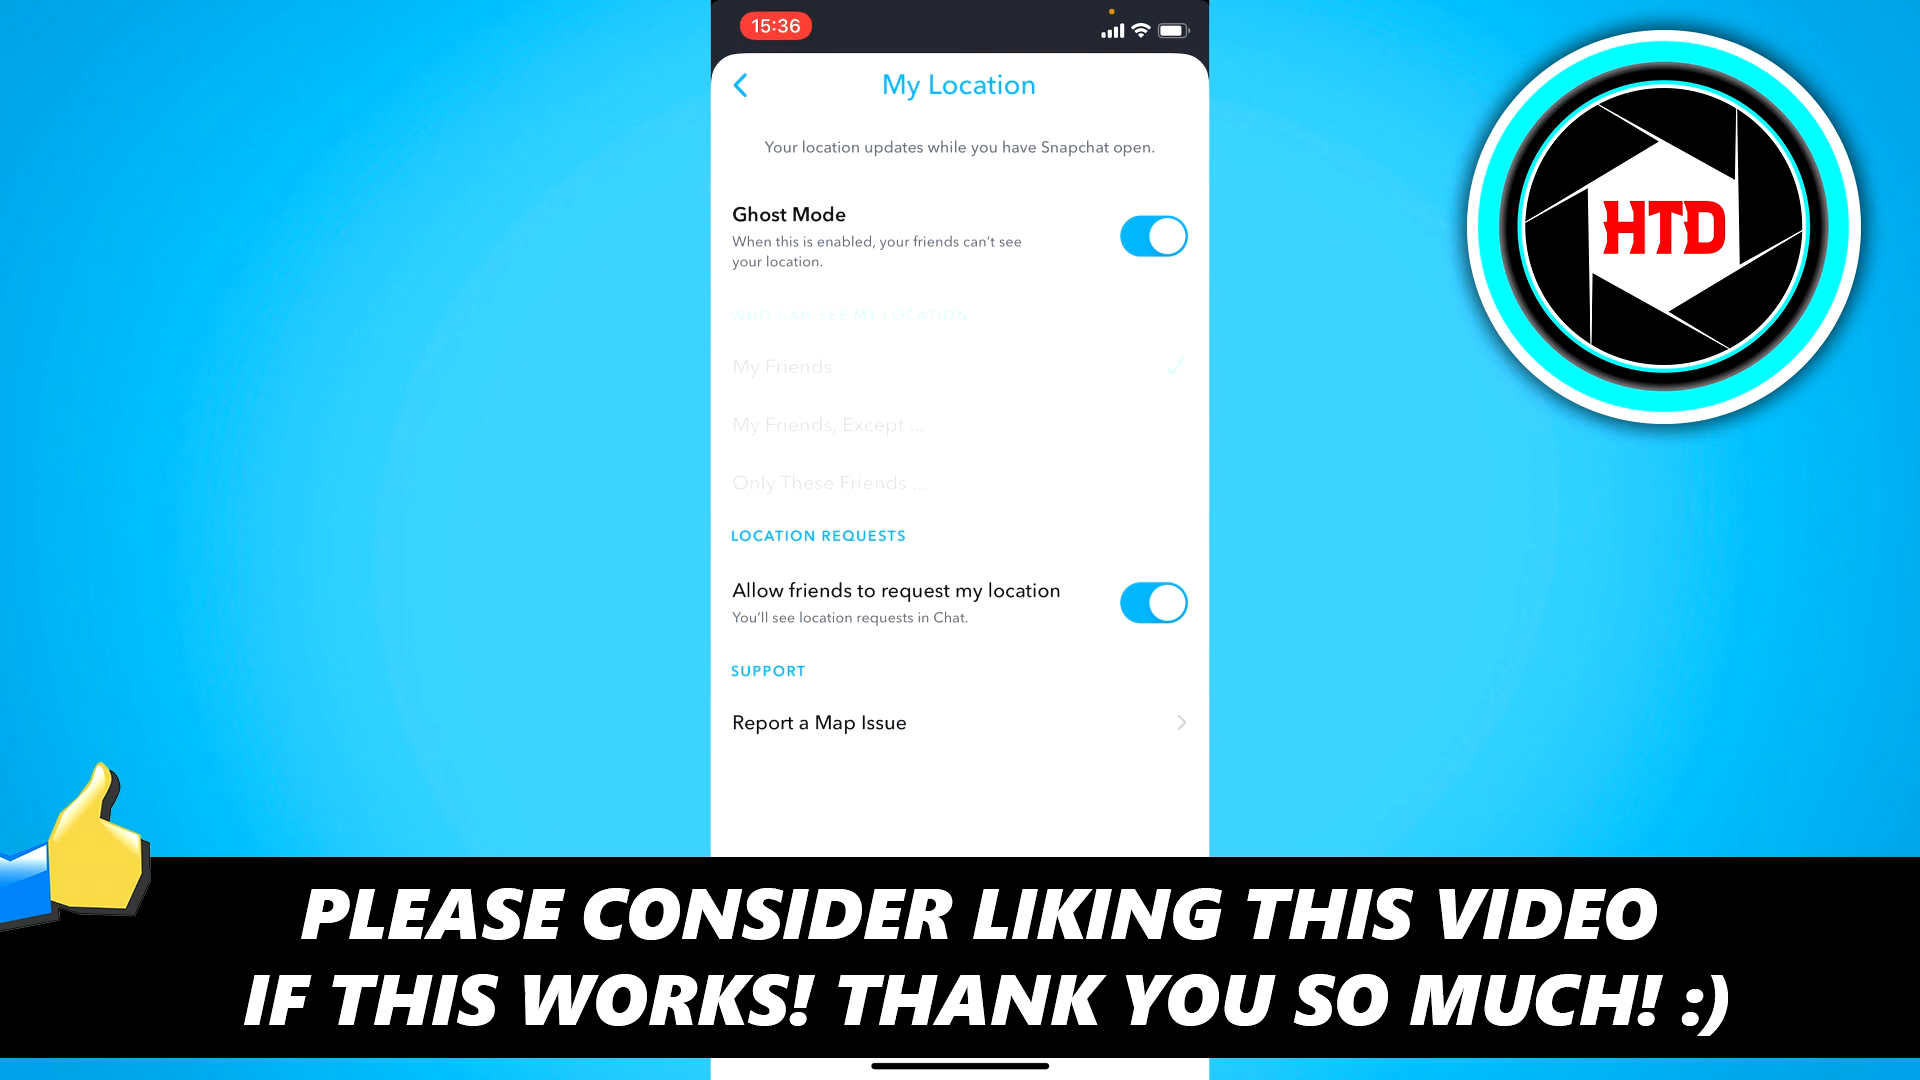 15:36
My Location
Your location updates while you have Snapchat open.
Ghost Mode
When this is enabled, your friends can't see
your location.
WHO CAN SEE MY LOCATION
My Friends
My Friends, Except ...
Only These Friends ...
LOCATION REQUESTS
Allow friends to request my location
You'll see location requests in Chat.
SUPPORT
Report a Map Issue
HTD
PLEASE CONSIDER LIKING THIS VIDEO
IF THIS WORKS! THANK YOU SO MUCH! :)